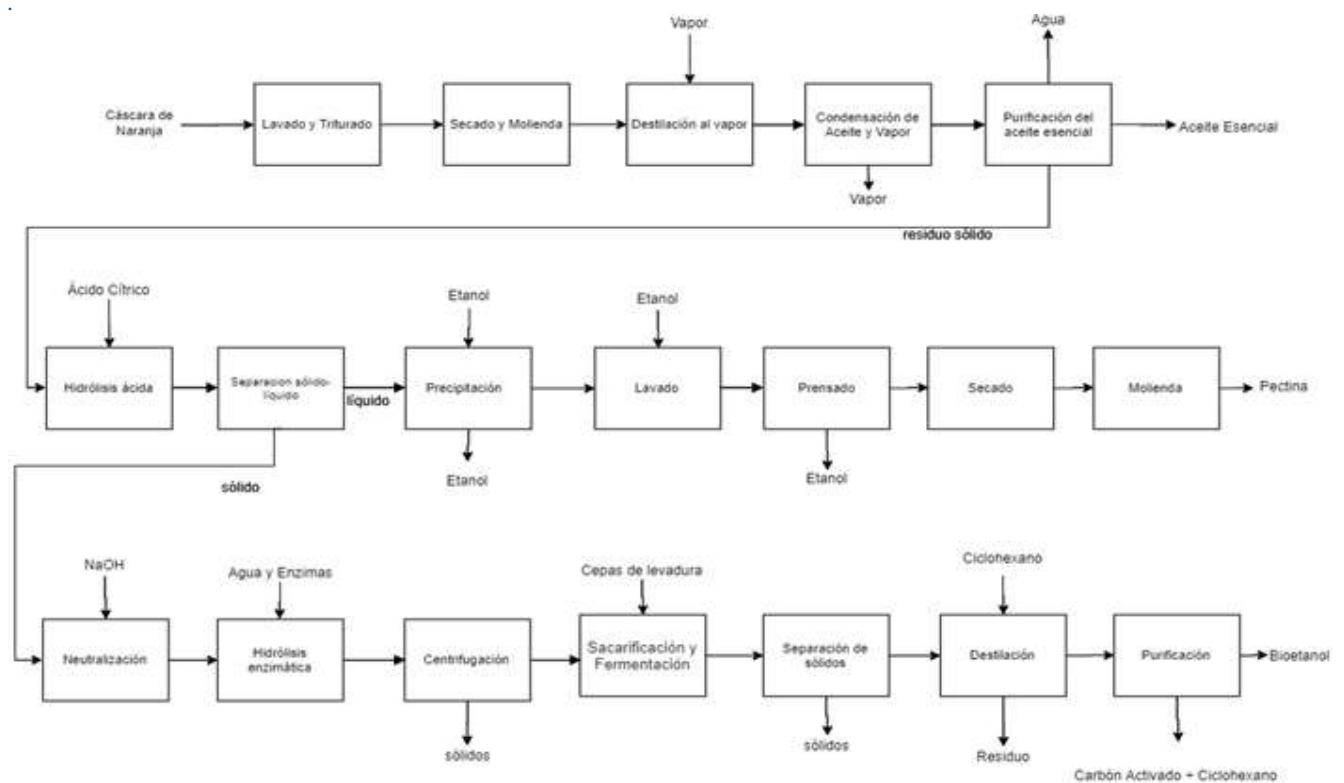 Vapor
Agua
Cáscara de
Naranja
Lavado y Triturado
Secado y Molienda
Destilación al vapor
Condensación de
Aceite y Vapor
Purificación del
aceite esencial
Aceite Esencial
Vapor
residuo sólido
Ácido Cítrico
Etanol
Etanol
Hidrólisis ácida
Separacion sólido-
líquido
líquido
Precipitación
Lavado
Prensado
Secado
Molienda
Pectina
sólido
Etanol
Etanol
NaOH
Agua y Enzimas
Cepas de levadura
Ciclohexano
Neutralización
Hidrólisis
enzimática
Centrifugación
Sacarificación y
Fermentación
Separación de
sólidos
Destilación
Purificación
Bioetanol
sólidos
sólidos
Residuo
Carbón Activado + Ciclohexano